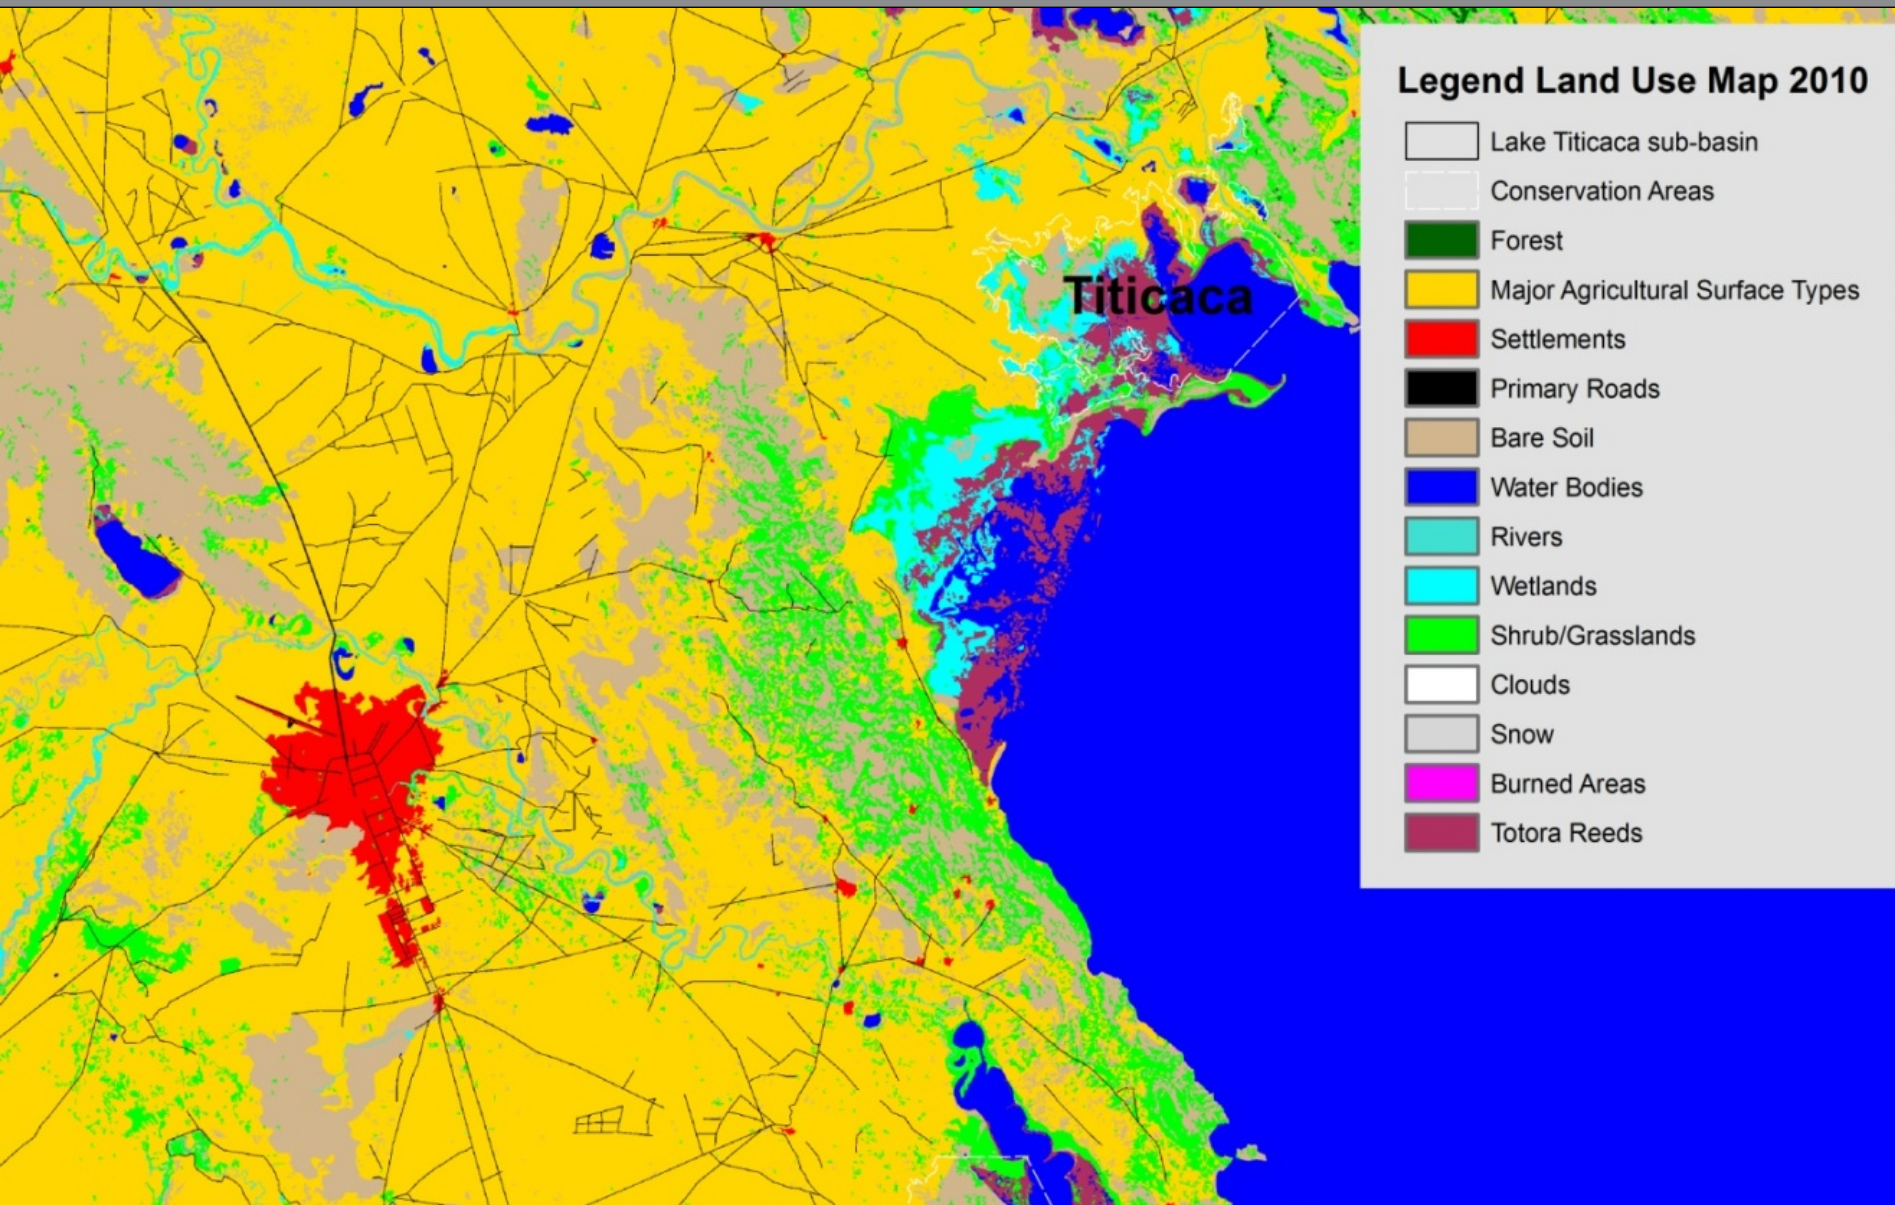 Titicaca
Legend Land Use Map 2010
Lake Titicaca sub-basin
Conservation Areas
Forest
Major Agricultural Surface Types
Settlements
Primary Roads
Bare Soil
Water Bodies
Rivers
Wetlands
Shrub/Grasslands
Clouds
Snow
Burned Areas
Totora Reeds